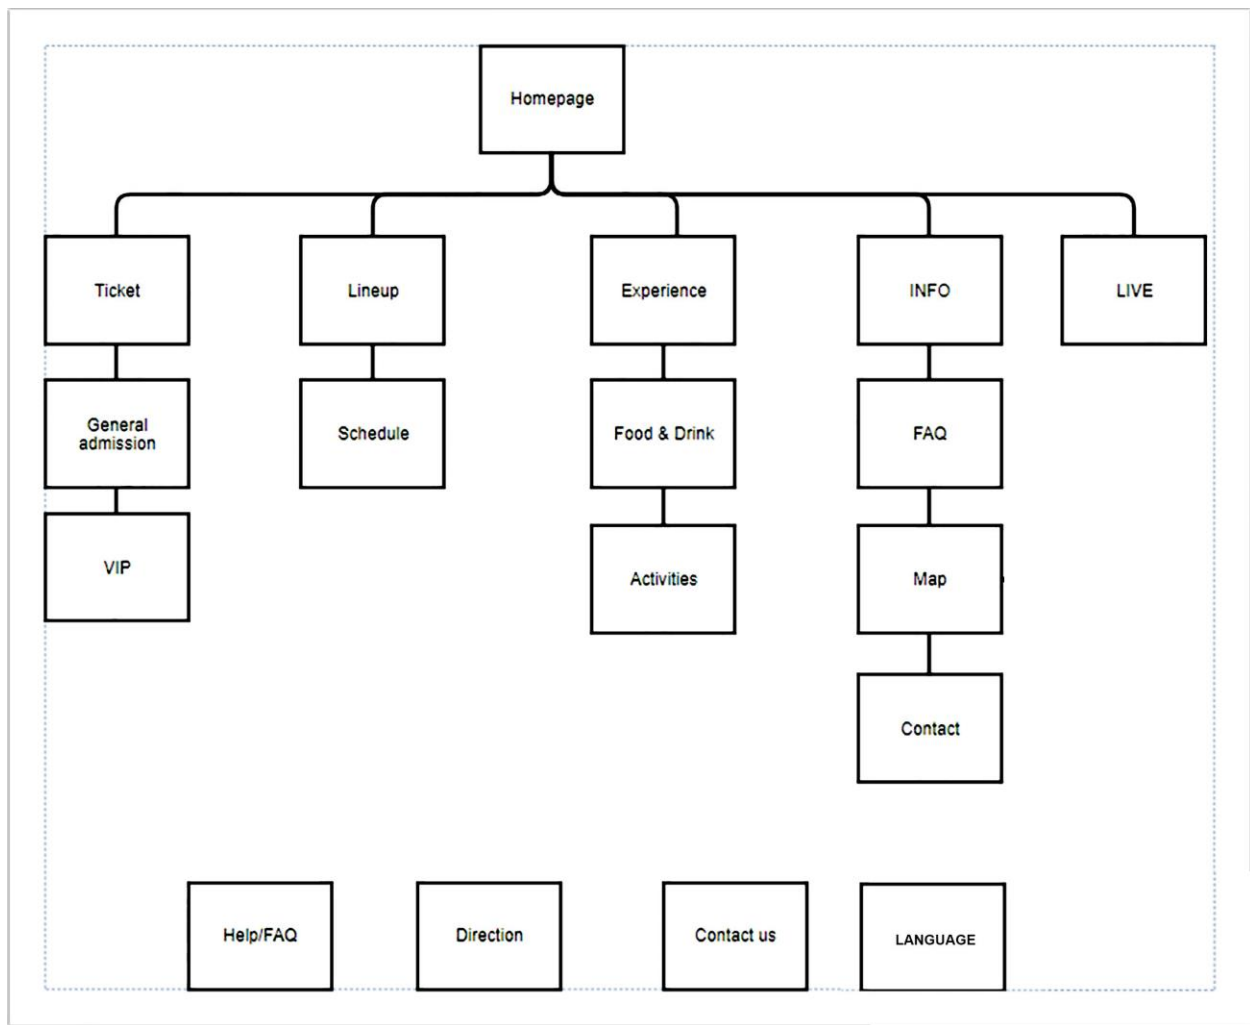 Homepage
Ticket
Lineup
Experience
INFO
LIVE
General
admission
Schedule
Food & Drink
FAQ
VIP
Activities
Map
Contact
Help/FAQ
Direction
Contact us
LANGUAGE